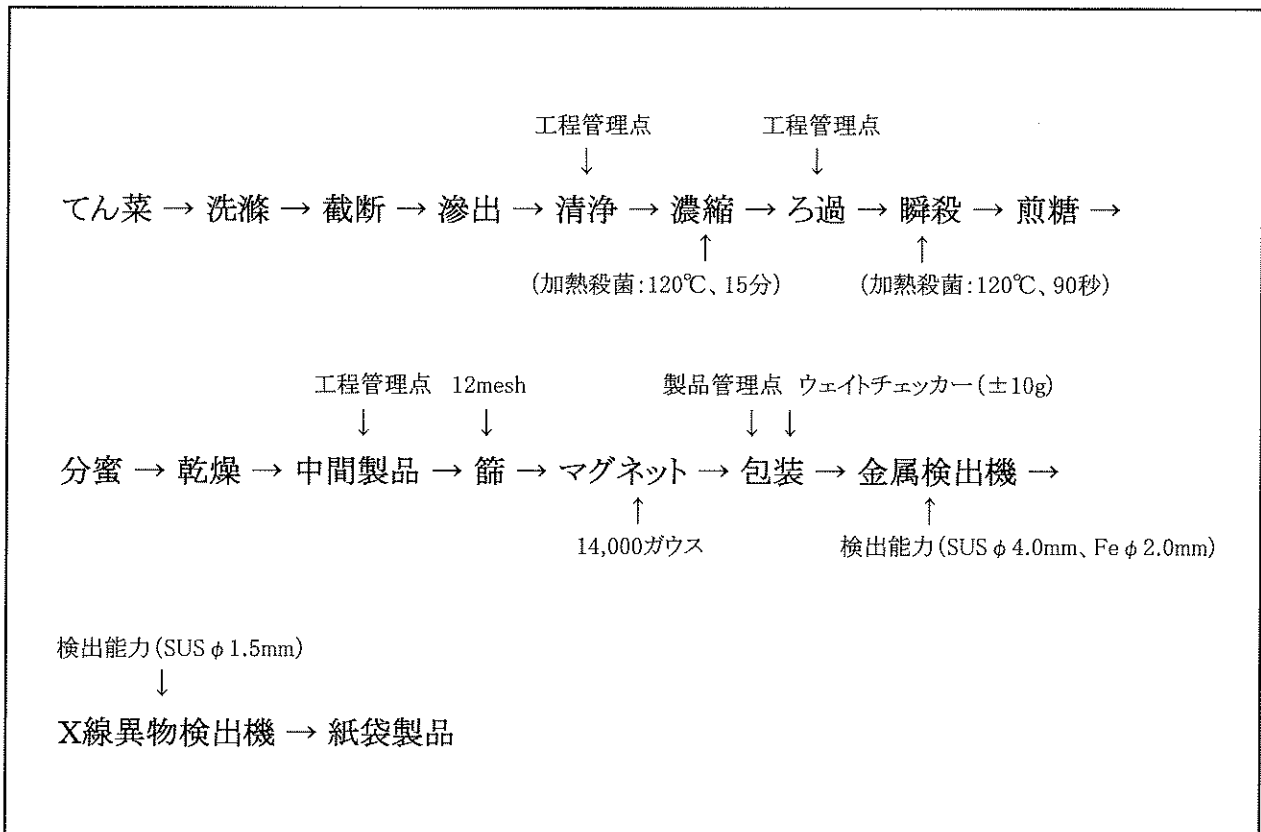 工程管理点 工程管理点
↓ ↓
てん菜 → 洗滌 → 截断 → 滲出 → 清浄 → 濃縮 → ろ過 → 瞬殺 → 煎糖 →
↑ ↑
(加熱殺菌:120℃、15分) (加熱殺菌:120℃、90秒)
工程管理点 12mesh 製品管理点 ウェイトチェッカー(±10g)
↓ ↓ ↓ ↓
分蜜 → 乾燥 → 中間製品 → 篩 → マグネット → 包装 → 金属検出機 →
↑ ↑
14,000ガウス 検出能力(SUSφ4.0mm、Feφ2.0mm)
検出能力(SUSφ1.5mm)
↓
X線異物検出機 → 紙袋製品